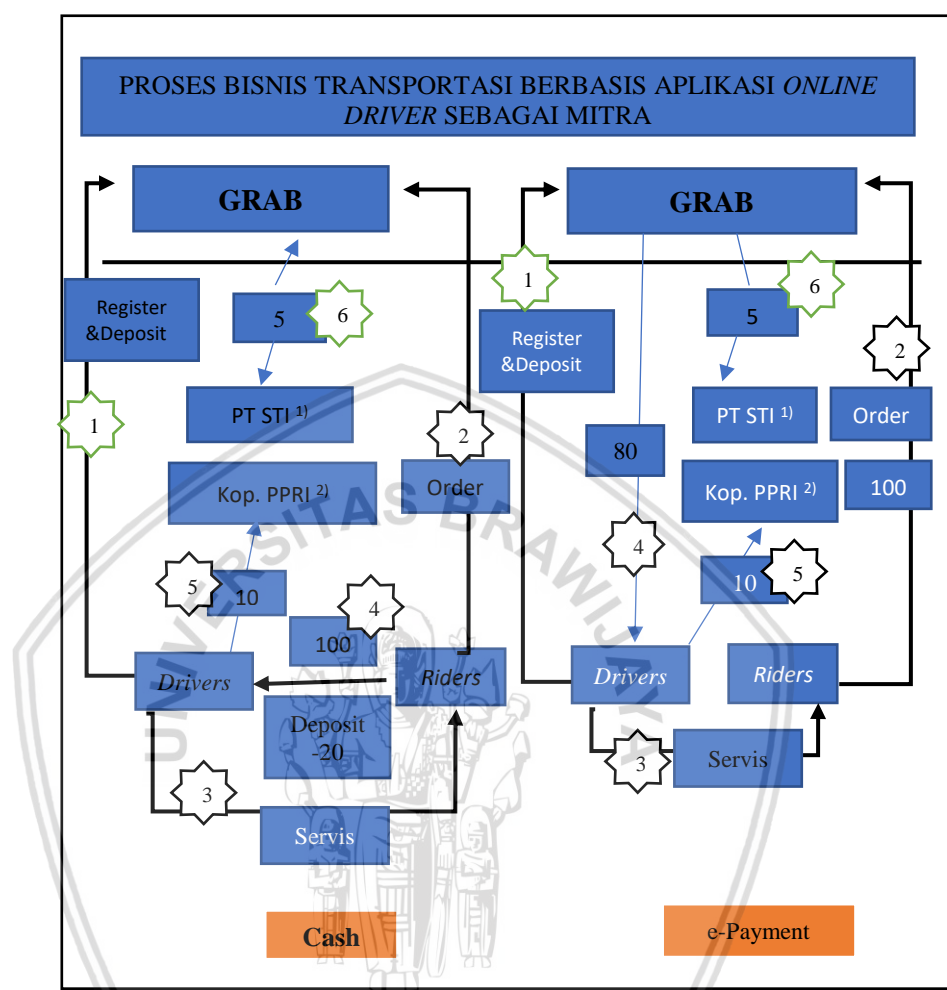 PROSES BISNIS TRANSPORTASI BERBASIS APLIKASI ONLINE
DRIVER SEBAGAI MITRA
GRAB
Register
&Deposit
1
5
6
PT STI 1)
Kop. PPRI 2)
2
Order
5
10
4
100
Drivers
Riders
Deposit
-20
3
Servis
Cash
GRAB
1
Register
&Deposit
6
5
2
PT STI 1)
Order
80
Kop. PPRI 2)
100
4
10
5
Drivers
Riders
3
Servis
e-Payment
UNIVERSITAS BRAWIJAYA